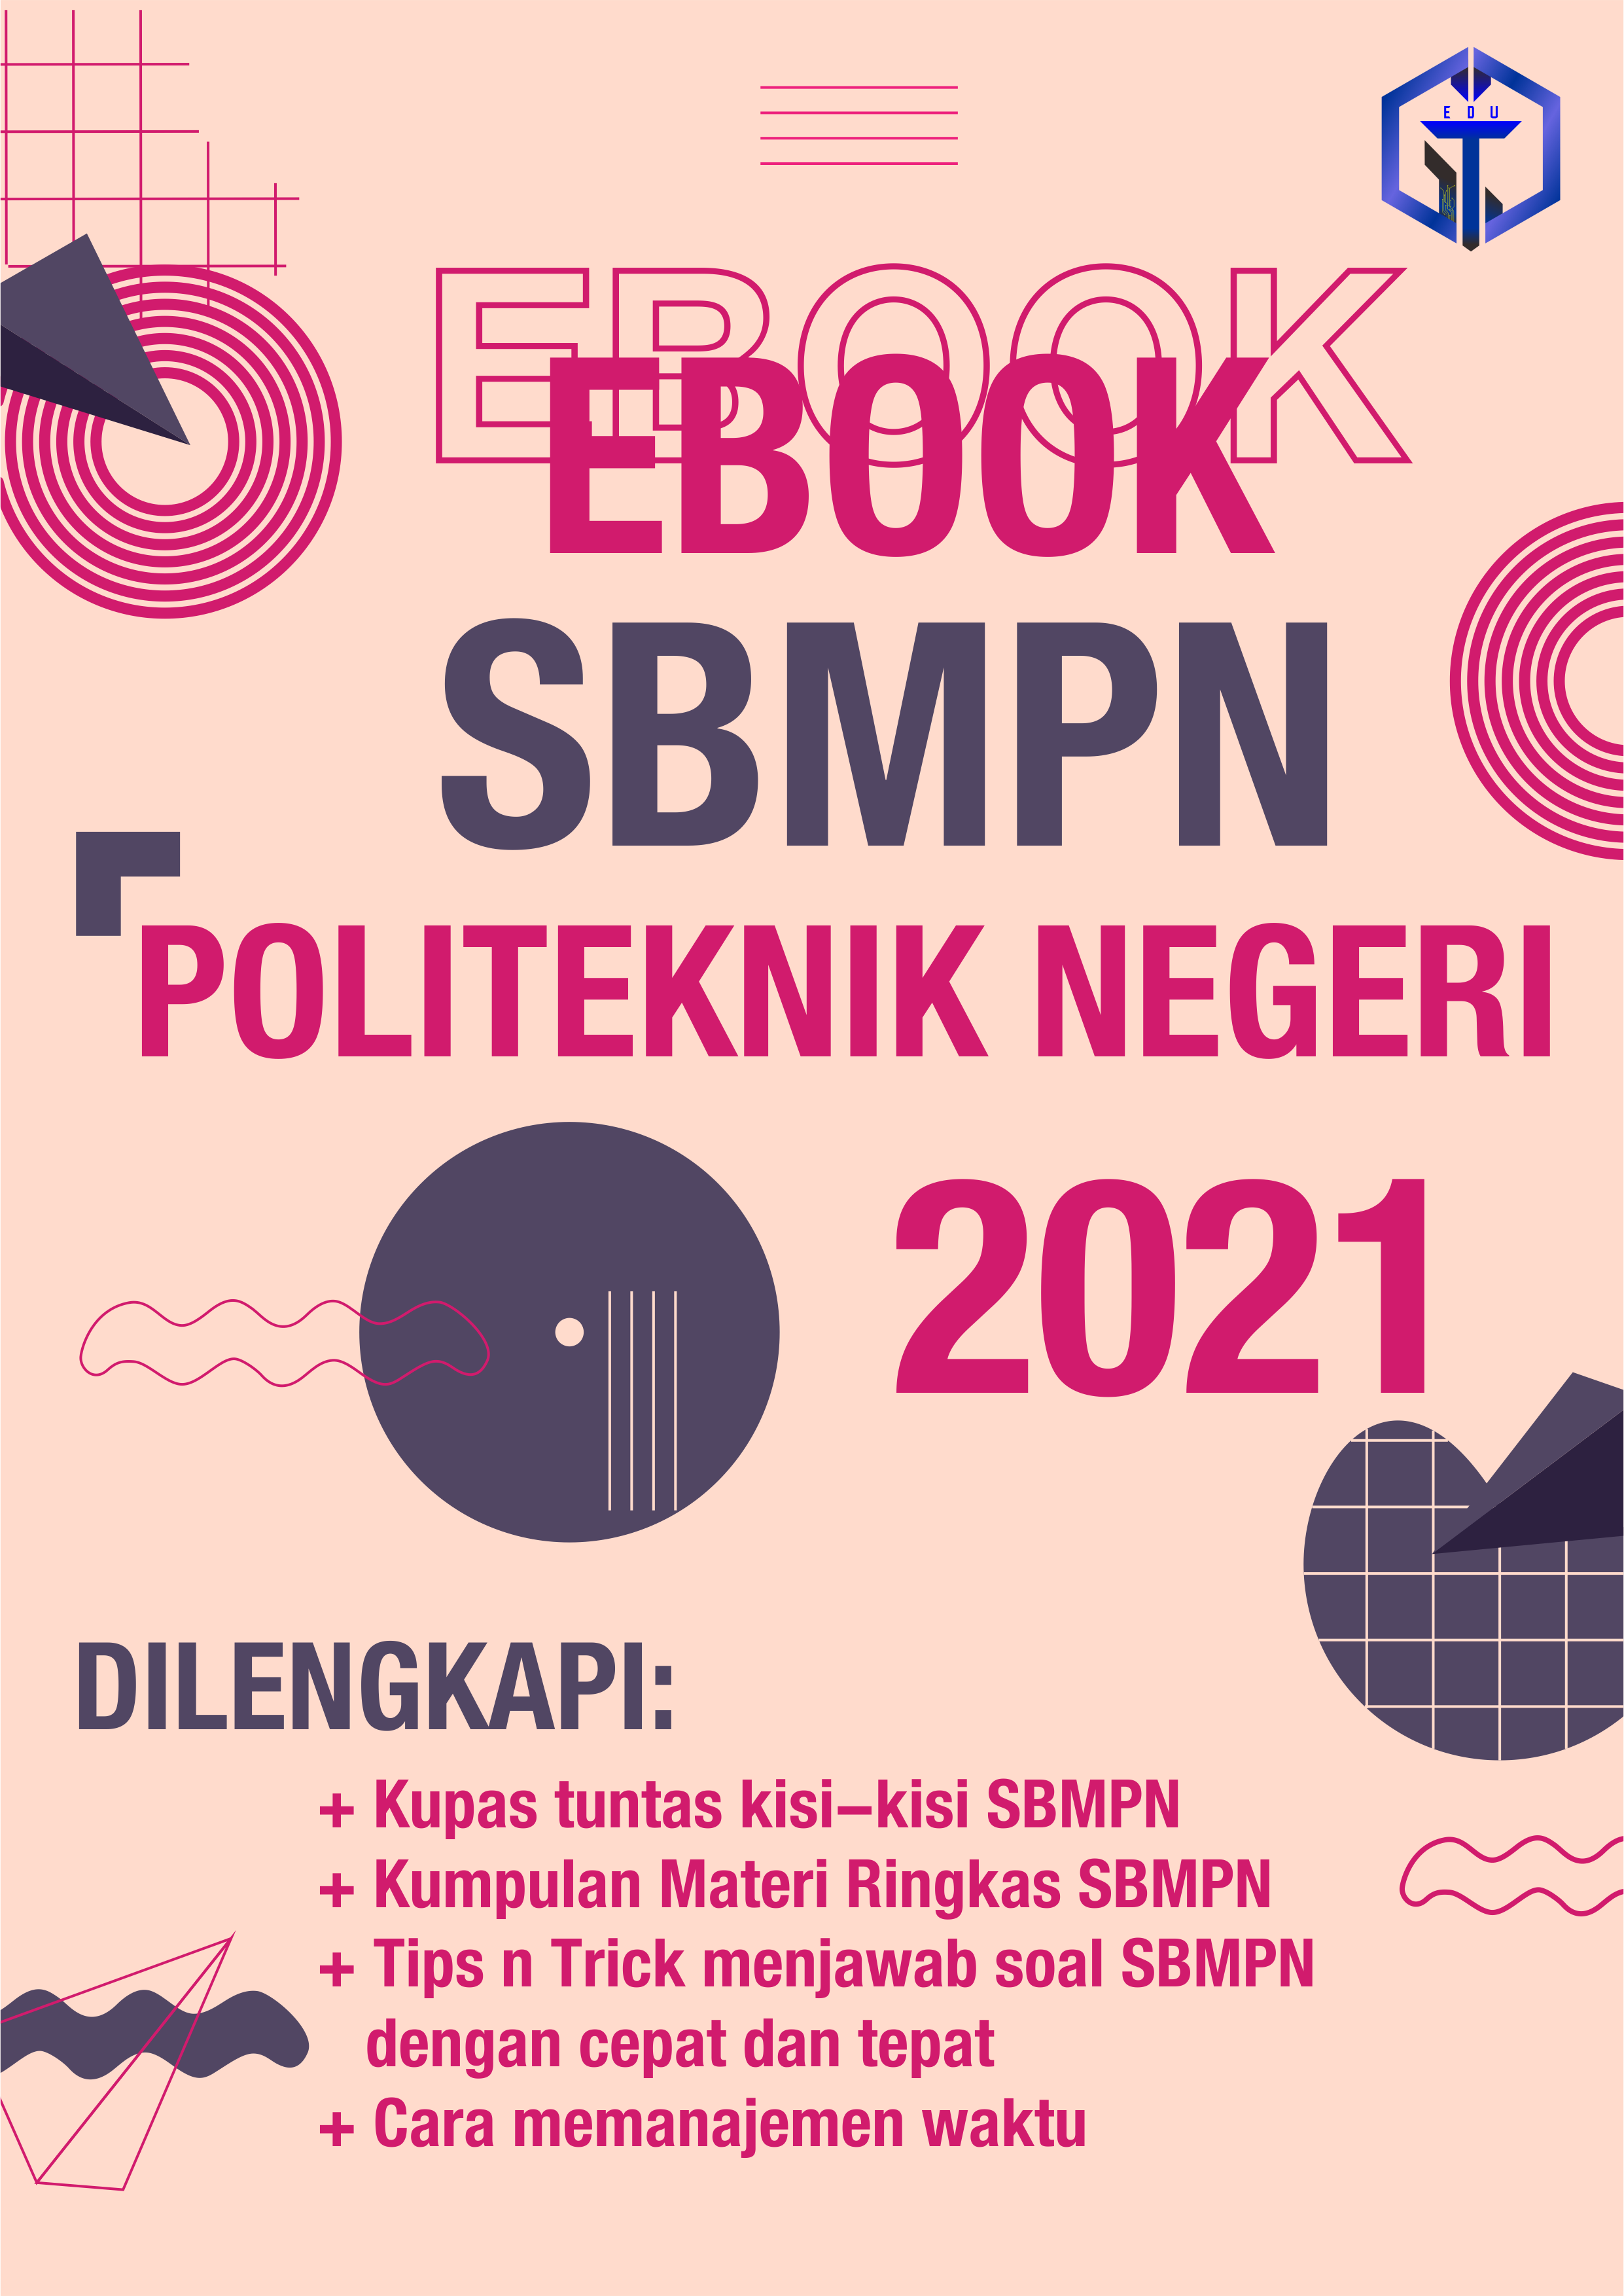 EDU
EBOOK
EBOOK
SBMPN
POLITEKNIK NEGERI
2021
DILENGKAPI:
+ Kupas tuntas kisi–kisi SBMPN
+ Kumpulan Materi Ringkas SBMPN
+ Tips n Trick menjawab soal SBMPN
dengan cepat dan tepat
+ Cara memanajemen waktu